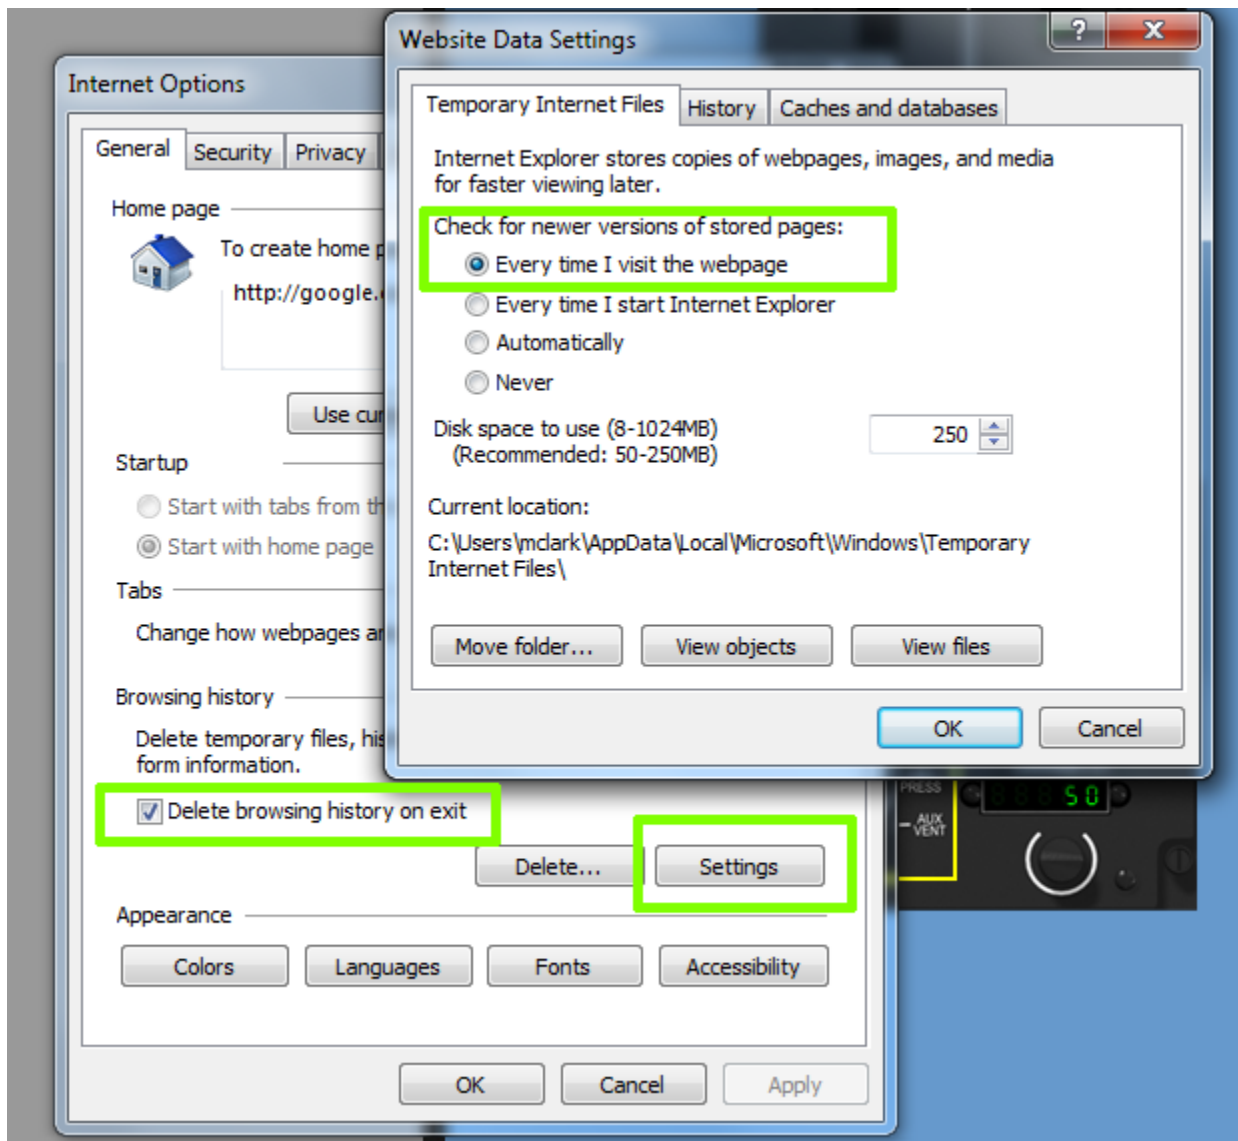 Website Data Settings
?
X
Internet Options
Temporary Internet Files
History
Caches and databases
General
Security
Privacy
Internet Explorer stores copies of webpages, images, and media
for faster viewing later.
Home page
Check for newer versions of stored pages:
To create home p
Every time I visit the webpage
http://google.
Every time I start Internet Explorer
Automatically
Never
Use cur
Disk space to use (8-1024MB)
250
(Recommended: 50-250MB)
Startup
Start with tabs from th
Current location:
Start with home page
C:\Users\mclark\AppData\Local\Microsoft\Windows\Temporary
Internet Files\
Tabs
Change how webpages ar
Move folder...
View objects
View files
Browsing history
Delete temporary files, his
form information.
OK
Cancel
Delete browsing history on exit
PRESS
50
AUX
VENT
Delete...
Settings
Appearance
Colors
Languages
Fonts
Accessibility
OK
Cancel
Apply